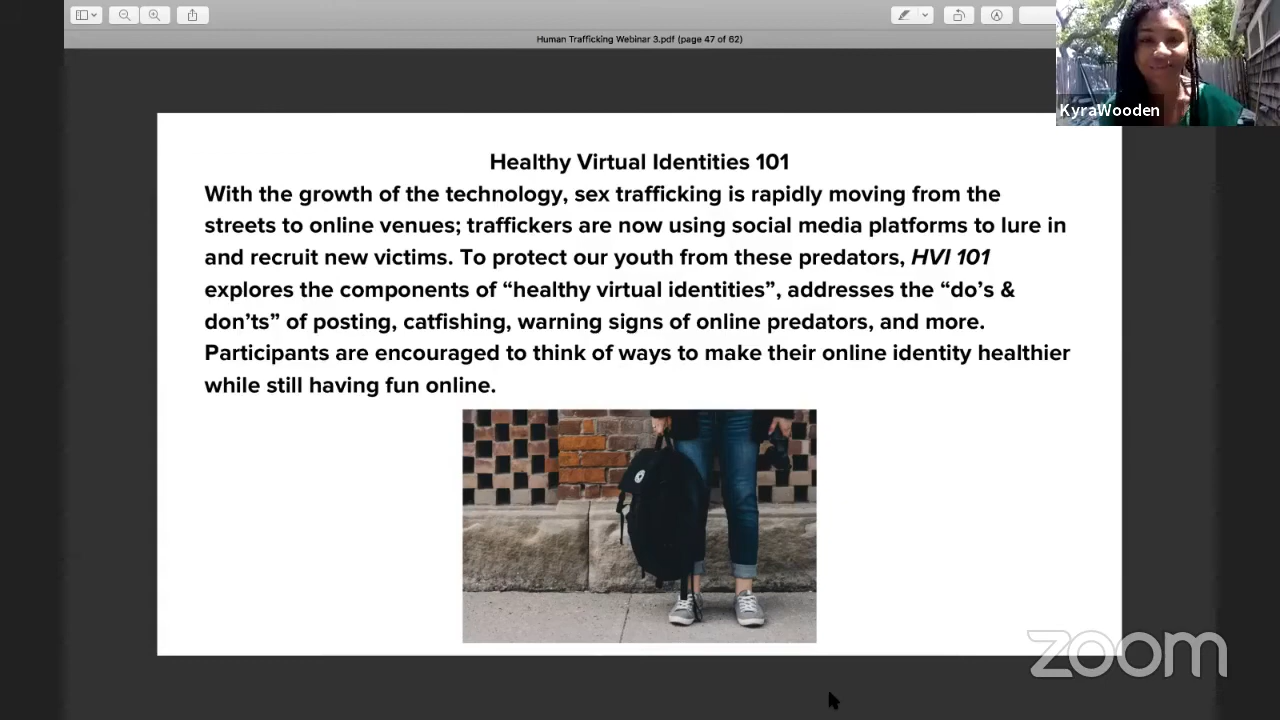 Human Trafficking Webinar 3.pdf (page 47 of 62)
KyraWooden
Healthy Virtual Identities 101
With the growth of the technology, sex trafficking is rapidly moving from the
streets to online venues; traffickers are now using social media platforms to lure in
and recruit new victims. To protect our youth from these predators, HVI 101
explores the components of “healthy virtual identities”, addresses the “do’s &
don’ts” of posting, catfishing, warning signs of online predators, and more.
Participants are encouraged to think of ways to make their online identity healthier
while still having fun online.
zoom